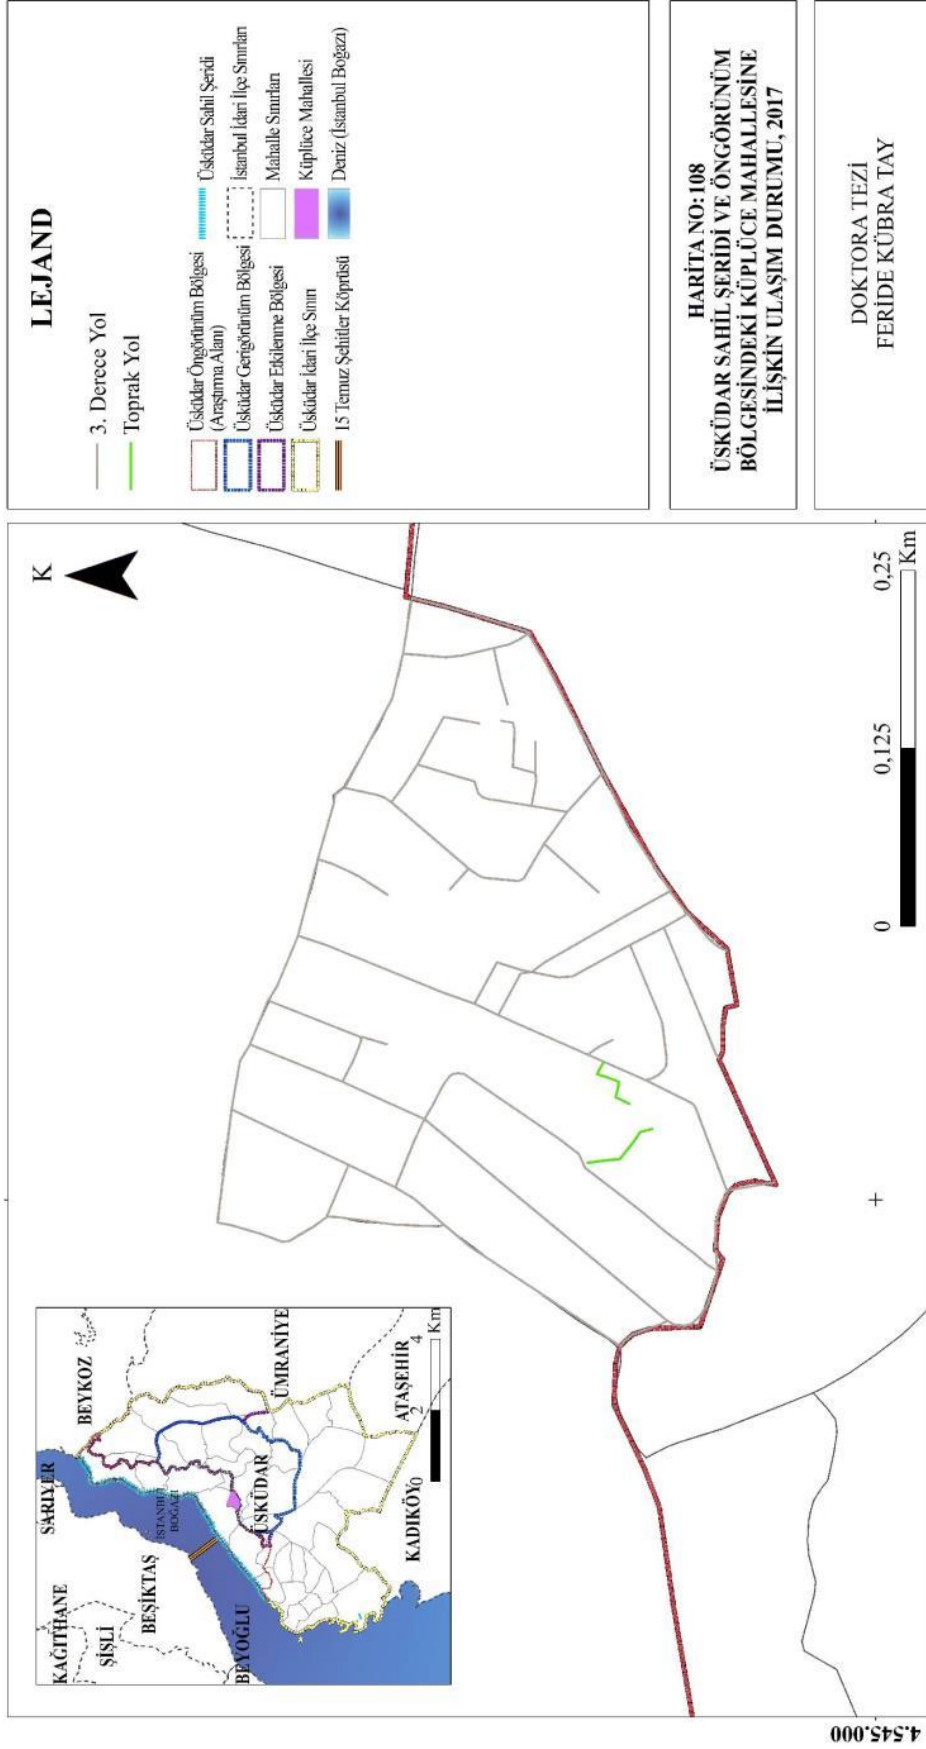 LEJAND
3. Derece Yol
Toprak Yol
Üsküdar Öngörünüm Bölgesi
(Araştırma Alanı)
Üsküdar Gerigörünüm Bölgesi
Üsküdar Etkilenme Bölgesi
Üsküdar İdari İlçe Sınırı
15 Temuz Şehitler Köprüsü
Üsküdar Sahil Şeridi
İstanbul İdari İlçe Sınırları
Mahalle Sınırları
Küplüce Mahallesi
Deniz (İstanbul Boğazı)
HARİTA NO:108
ÜSKÜDAR SAHİL ŞERİDİ VE ÖNGÖRÜNÜM
BÖLGESİNDEKİ KÜPLÜCE MAHALLESİNE
İLİŞKİN ULAŞIM DURUMU, 2017
DOKTORA TEZİ
FERİDE KÜBRA TAY
K
0 0,125 0,25
Km
KAĞITHANE
SARIYER
BEYKOZ
ŞİŞLİ
BEŞİKTAŞ
İSTANBUL
BOĞAZI
BEYOĞLU
ÜSKÜDAR
ÜMRANİYE
KADIKÖY
ATAŞEHİR
0 2 4
Km
4.545.000